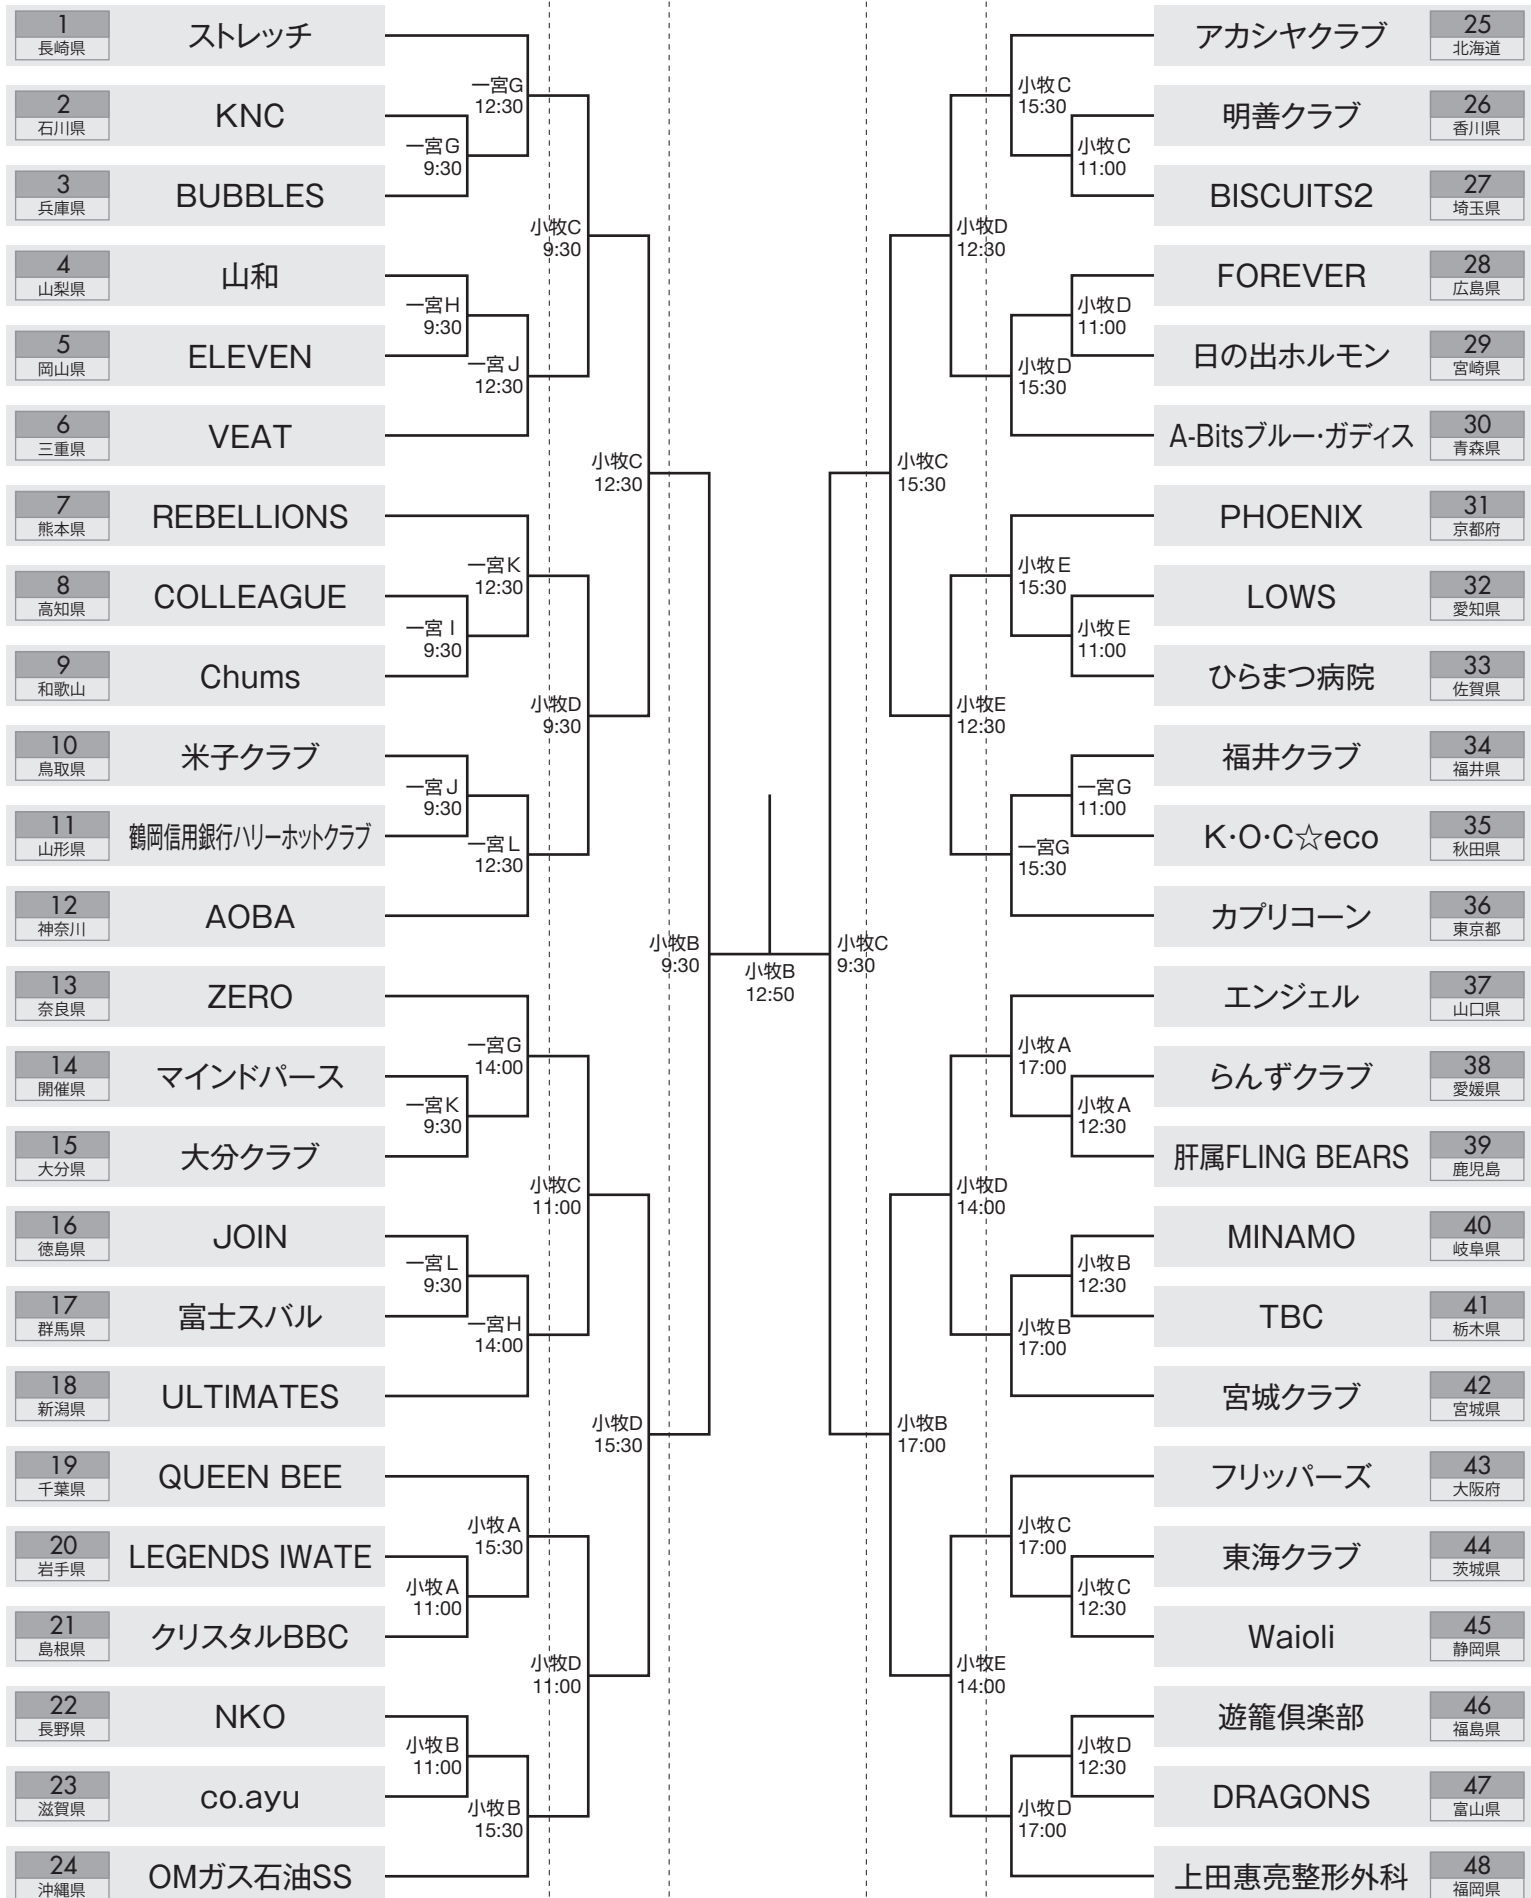 1
長崎県
ストレッチ
2
石川県
KNC
3
兵庫県
BUBBLES
4
山梨県
山和
5
岡山県
ELEVEN
6
三重県
VEAT
7
熊本県
REBELLIONS
8
高知県
COLLEAGUE
9
和歌山
Chums
10
鳥取県
米子クラブ
11
山形県
鶴岡信用銀行ハリーホットクラブ
12
神奈川
AOBA
13
奈良県
ZERO
14
開催県
マインドパース
15
大分県
大分クラブ
16
徳島県
JOIN
17
群馬県
富士スバル
18
新潟県
ULTIMATES
19
千葉県
QUEEN BEE
20
岩手県
LEGENDS IWATE
21
島根県
クリスタルBBC
22
長野県
NKO
23
滋賀県
co.ayu
24
沖縄県
OMガス石油SS
一宮G
12:30
一宮G
9:30
一宮H
9:30
一宮J
12:30
一宮K
12:30
一宮I
9:30
一宮J
9:30
一宮L
12:30
一宮G
14:00
一宮K
9:30
一宮L
9:30
一宮H
14:00
小牧A
15:30
小牧A
11:00
小牧B
11:00
小牧B
15:30
小牧C
9:30
小牧D
9:30
小牧C
11:00
小牧D
11:00
小牧C
12:30
小牧D
15:30
小牧B
9:30
小牧B
12:50
小牧C
9:30
小牧C
15:30
小牧B
17:00
小牧D
12:30
小牧E
12:30
小牧D
14:00
小牧E
14:00
小牧C
15:30
小牧C
11:00
小牧D
11:00
小牧D
15:30
小牧E
15:30
小牧E
11:00
一宮G
11:00
一宮G
15:30
小牧A
17:00
小牧A
12:30
小牧B
12:30
小牧B
17:00
小牧C
17:00
小牧C
12:30
小牧D
12:30
小牧D
17:00
アカシヤクラブ
25
北海道
明善クラブ
26
香川県
BISCUITS2
27
埼玉県
FOREVER
28
広島県
日の出ホルモン
29
宮崎県
A-Bitsブルー・ガディス
30
青森県
PHOENIX
31
京都府
LOWS
32
愛知県
ひらまつ病院
33
佐賀県
福井クラブ
34
福井県
K・O・C☆eco
35
秋田県
カプリコーン
36
東京都
エンジェル
37
山口県
らんずクラブ
38
愛媛県
肝属FLING BEARS
39
鹿児島
MINAMO
40
岐阜県
TBC
41
栃木県
宮城クラブ
42
宮城県
フリッパーズ
43
大阪府
東海クラブ
44
茨城県
Waioli
45
静岡県
遊籠倶楽部
46
福島県
DRAGONS
47
富山県
上田惠亮整形外科
48
福岡県